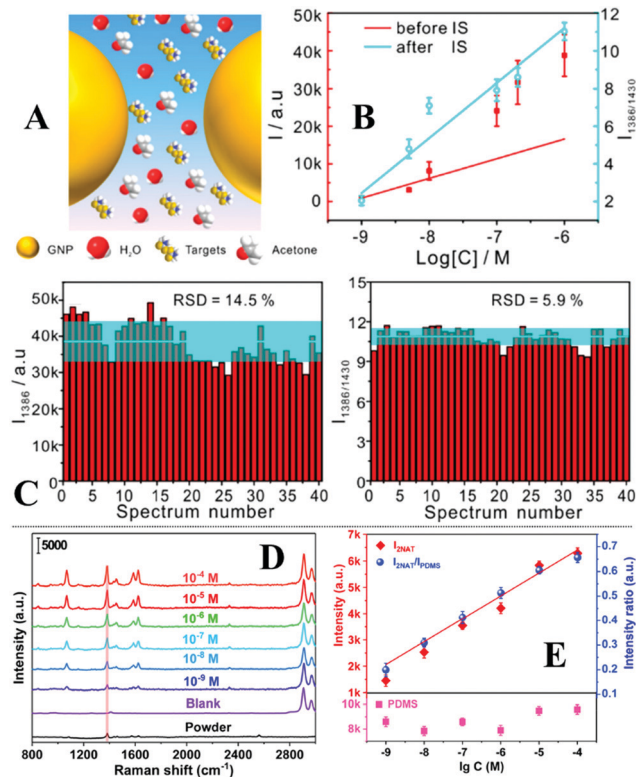 A
GNP
H₂O
Targets
Acetone
B
before IS
after IS
I / a.u
50k
40k
30k
20k
10k
0
12
10
8
6
4
2
I₁₃₈₆/₁₄₃₀
-9
-8
-7
-6
Log[C] / M
C
RSD = 14.5 %
I₁₃₈₆ / a.u
50k
40k
30k
20k
10k
0
0 5 10 15 20 25 30 35 40
Spectrum number
RSD = 5.9 %
I₁₃₈₆/₁₄₃₀
15
12
9
6
3
0
0 5 10 15 20 25 30 35 40
Spectrum number
D
5000
10⁻⁴ M
10⁻⁵ M
10⁻⁶ M
10⁻⁷ M
10⁻⁸ M
10⁻⁹ M
Blank
Powder
Intensity (a.u.)
800 1200 1600 2000 2400 2800
Raman shift (cm⁻¹)
E
I₂NAT
I₂NAT/IPDMS
Intensity (a.u.)
7k
6k
5k
4k
3k
2k
1k
0.7
0.6
0.5
0.4
0.3
0.2
0.1
Intensity ratio (a.u.)
PDMS
10k
8k
-9 -8 -7 -6 -5 -4
lg C (M)